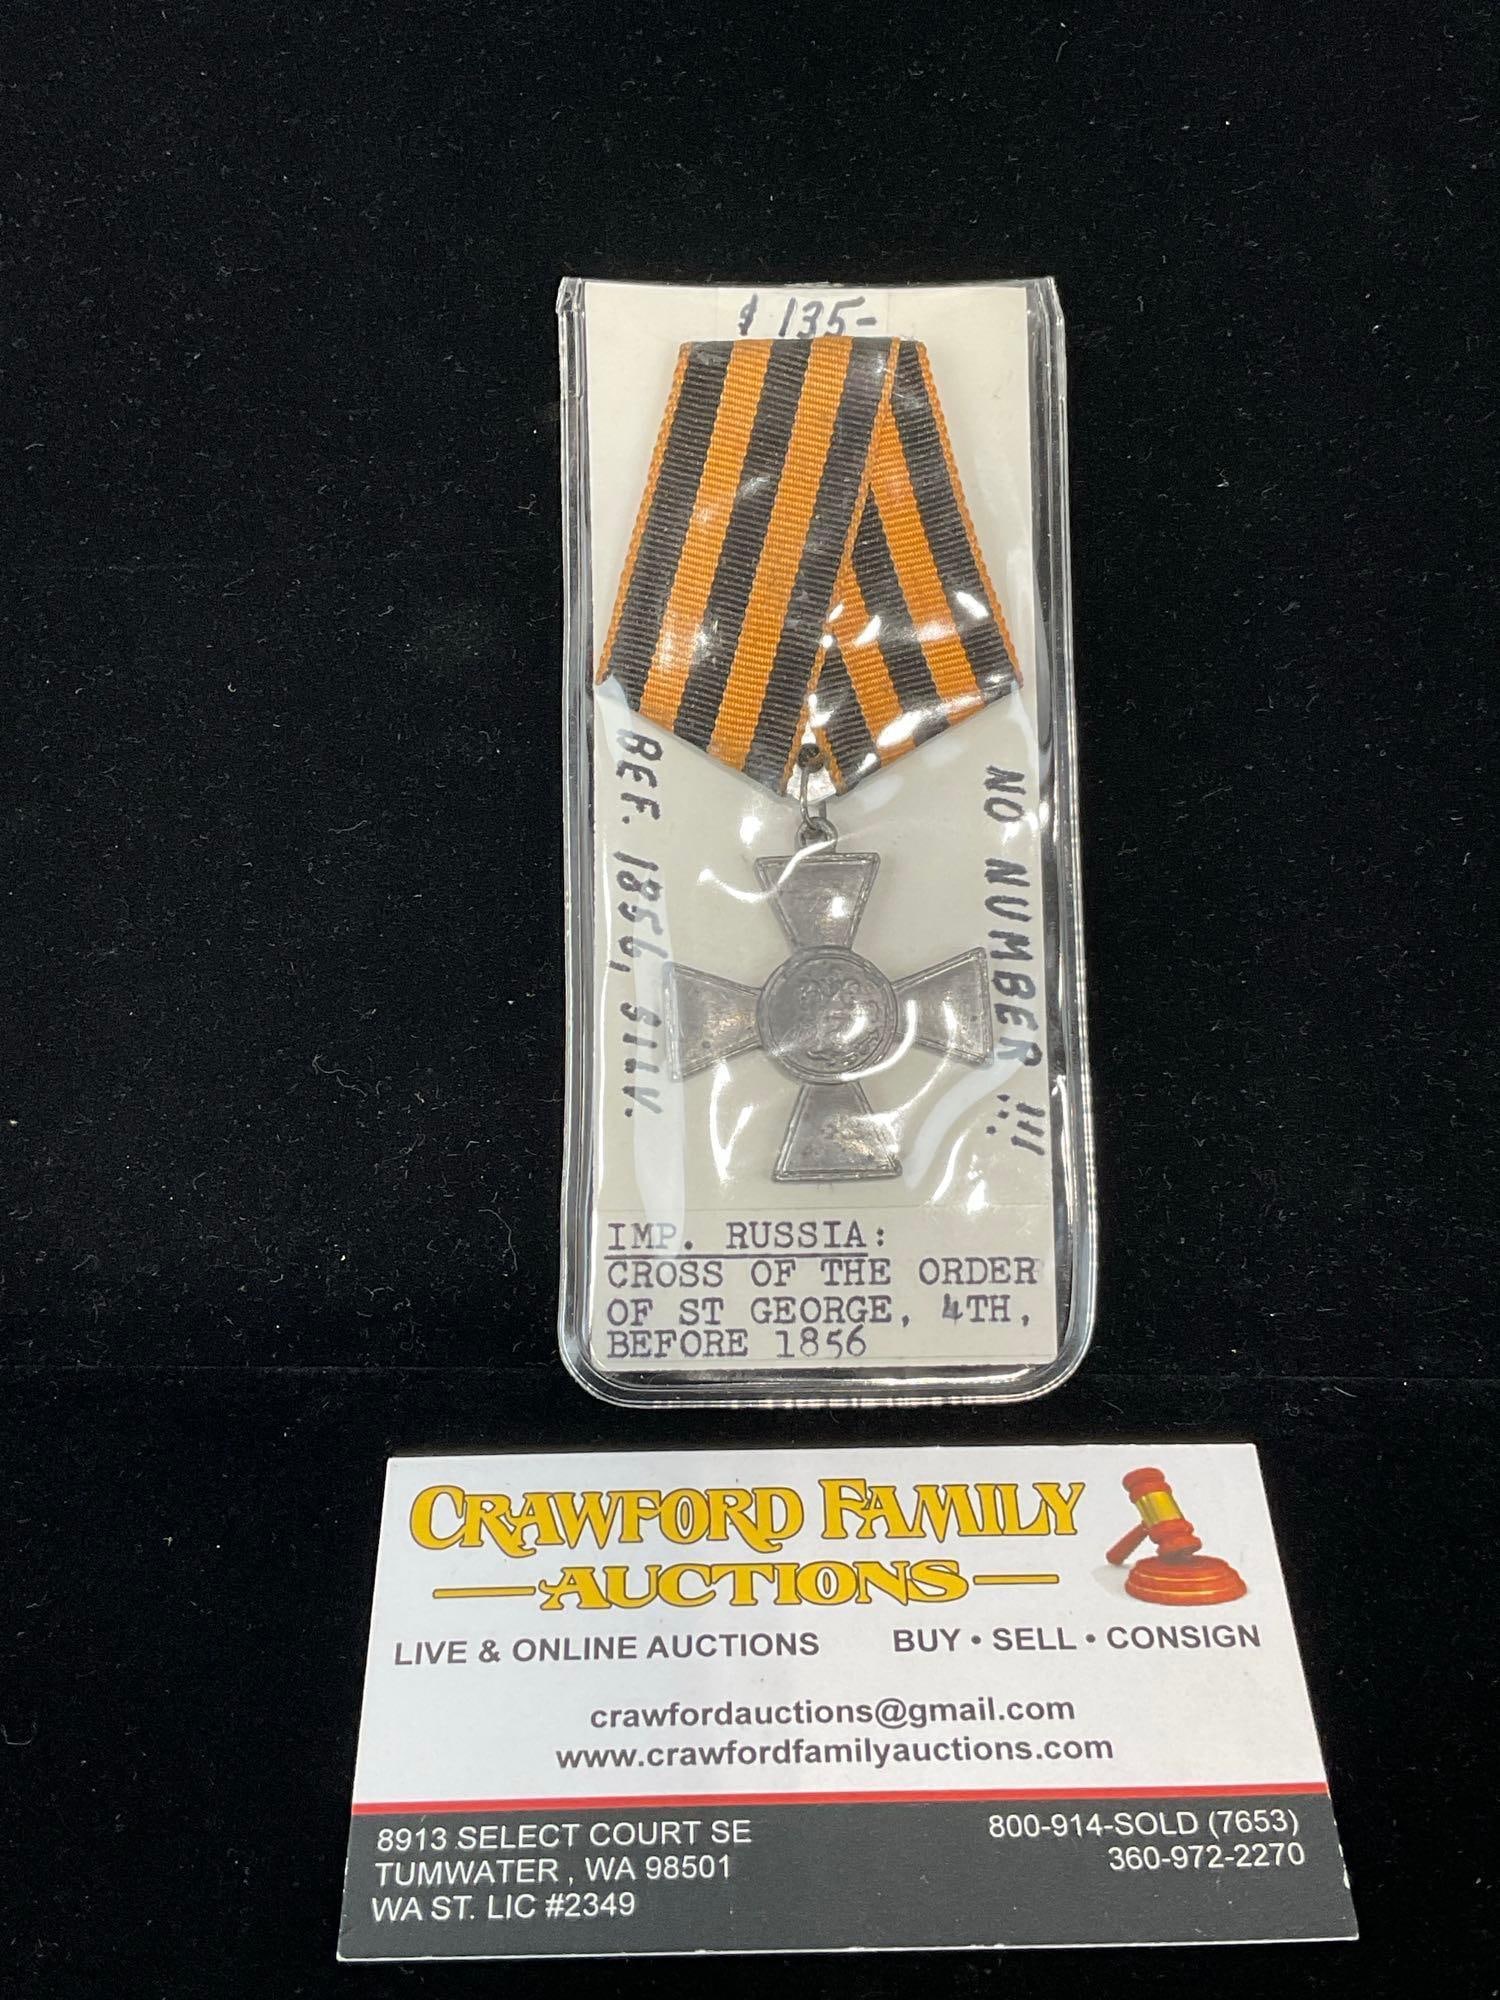 $ 135-
BEF. 1856, SILV.
NO NUMBER !!!
IMP. RUSSIA:
CROSS OF THE ORDER
OF ST GEORGE, 4TH,
BEFORE 1856
CRAWFORD FAMILY
AUCTIONS
LIVE & ONLINE AUCTIONS BUY • SELL • CONSIGN
crawfordauctions@gmail.com
www.crawfordfamilyauctions.com
8913 SELECT COURT SE
TUMWATER, WA 98501
WA ST. LIC #2349
800-914-SOLD (7653)
360-972-2270